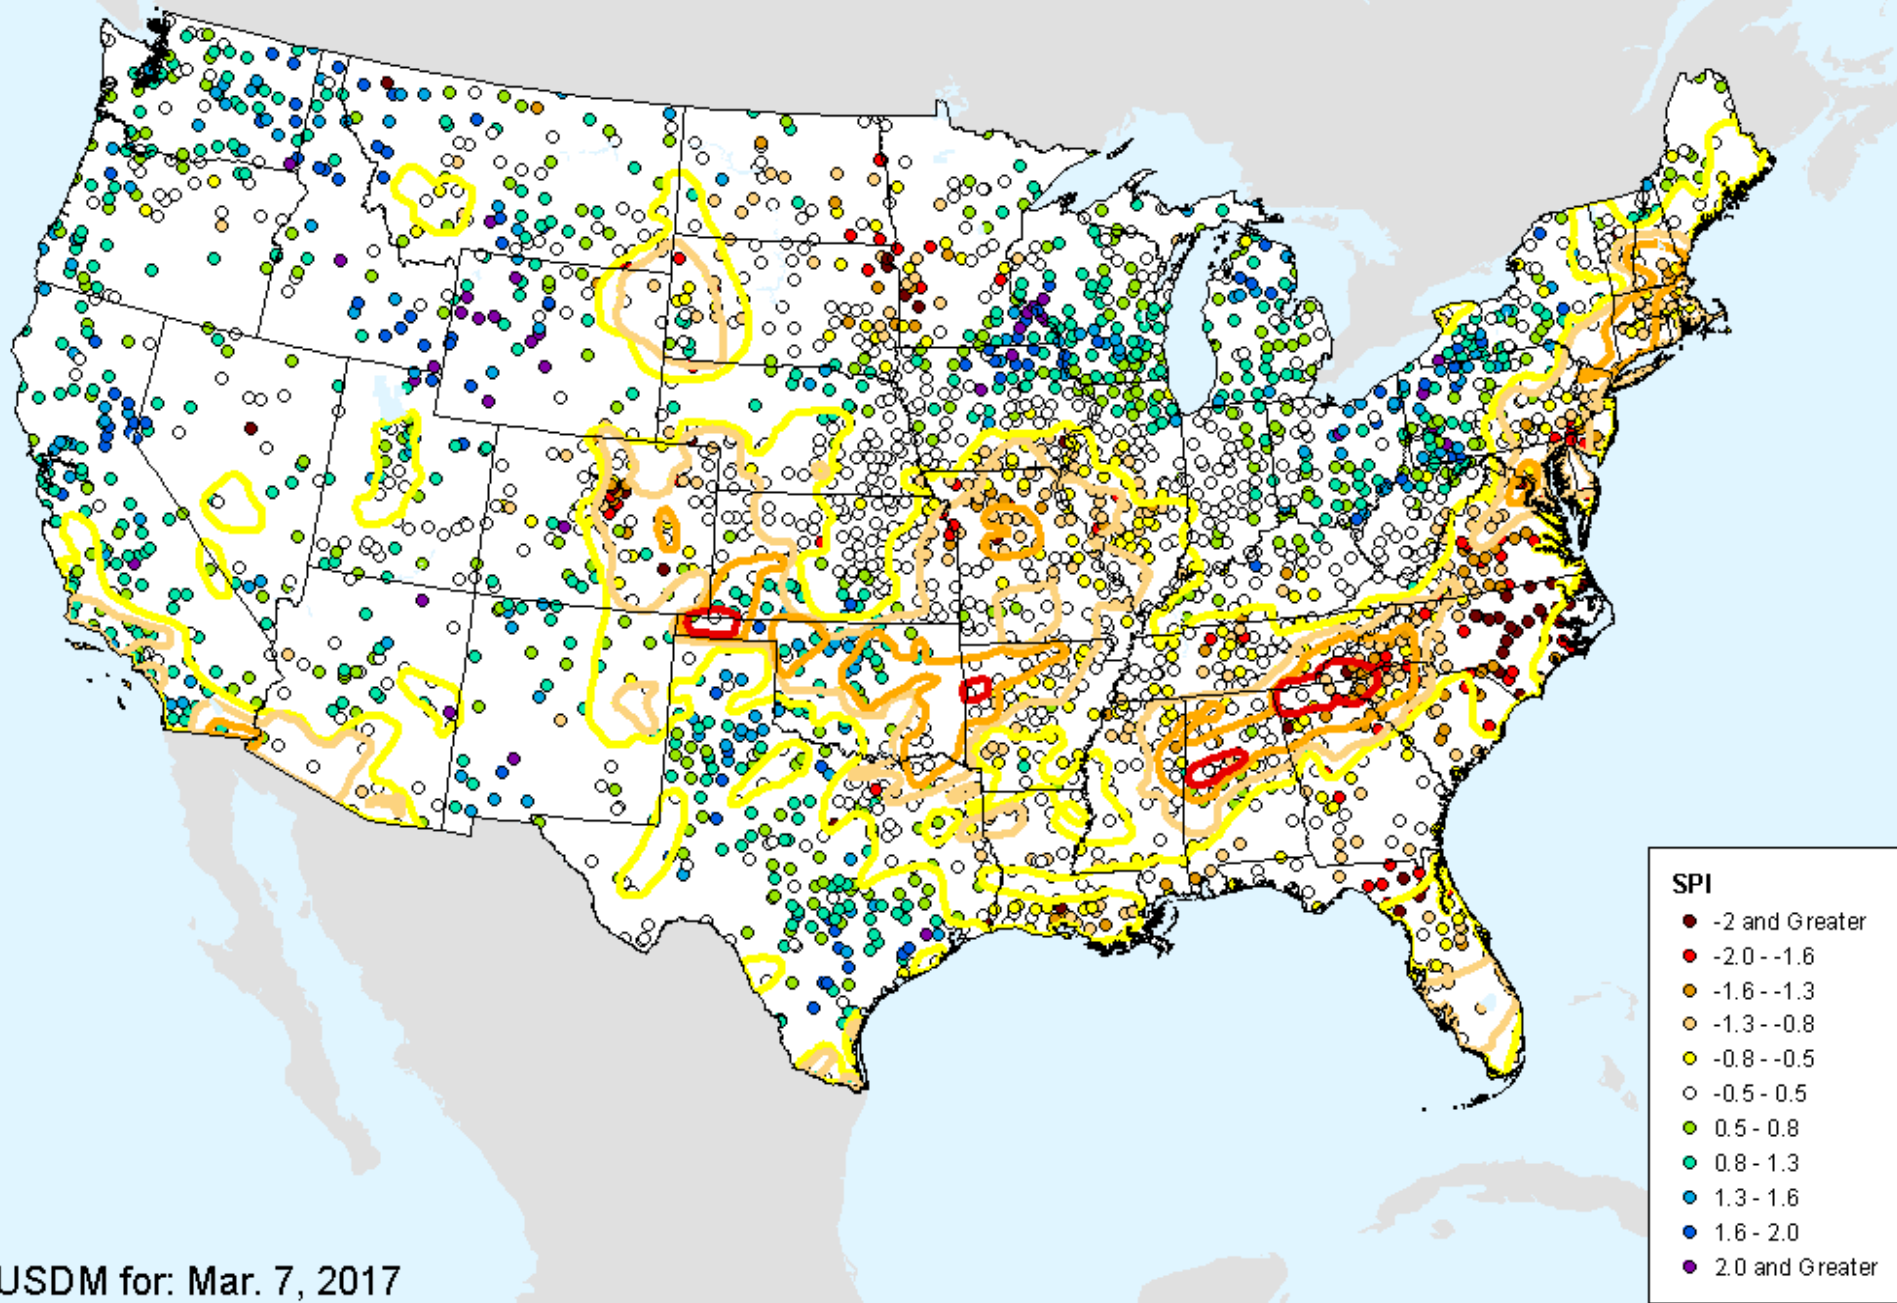 SPI
-2 and Greater
-2.0 - -1.6
-1.6 - -1.3
-1.3 - -0.8
-0.8 - -0.5
-0.5 - 0.5
0.5 - 0.8
0.8 - 1.3
1.3 - 1.6
1.6 - 2.0
2.0 and Greater
USDM for: Mar. 7, 2017